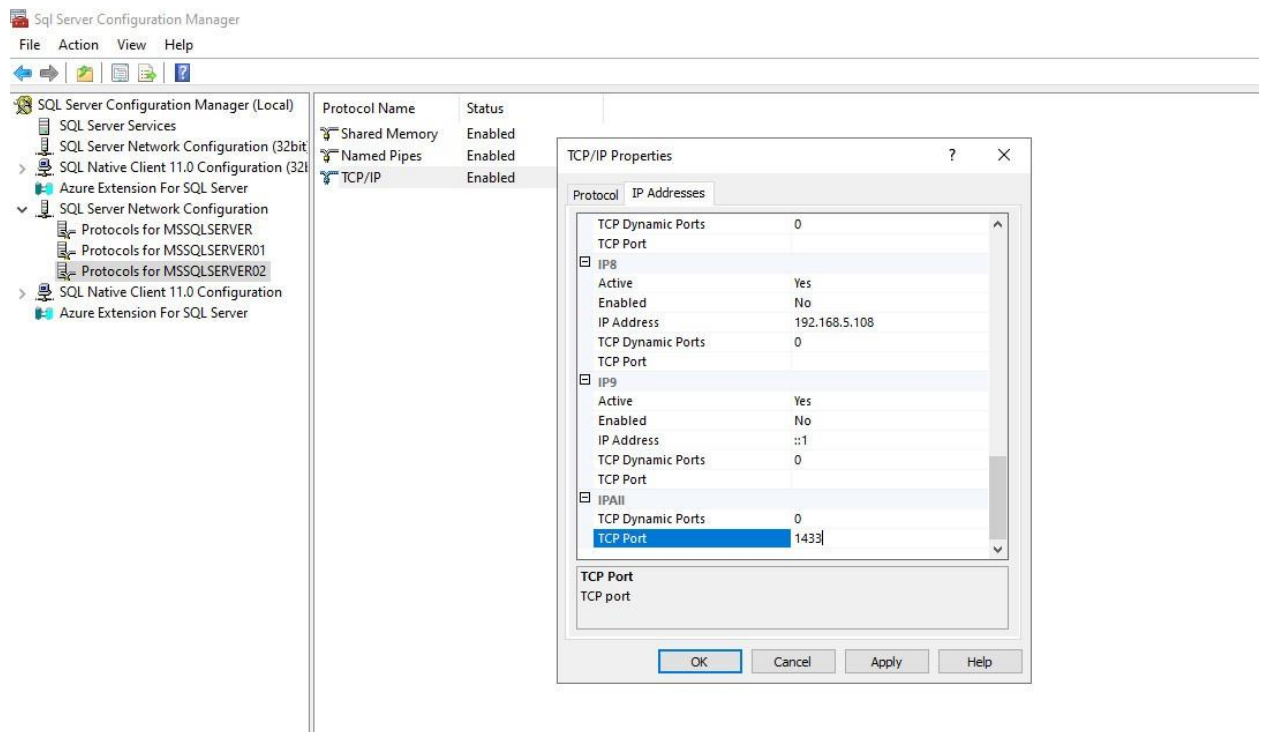 Sql Server Configuration Manager
File Action View Help
SQL Server Configuration Manager (Local)
SQL Server Services
SQL Server Network Configuration (32bit
SQL Native Client 11.0 Configuration (32
Azure Extension For SQL Server
SQL Server Network Configuration
Protocols for MSSQLSERVER
Protocols for MSSQLSERVER01
Protocols for MSSQLSERVER02
SQL Native Client 11.0 Configuration
Azure Extension For SQL Server
Protocol Name Status
Shared Memory Enabled
Named Pipes Enabled
TCP/IP Enabled
TCP/IP Properties ?
Protocol IP Addresses
TCP Dynamic Ports 0
TCP Port
IP8
Active Yes
Enabled No
IP Address 192.168.5.108
TCP Dynamic Ports 0
TCP Port
IP9
Active Yes
Enabled No
IP Address ::1
TCP Dynamic Ports 0
TCP Port
IPAll
TCP Dynamic Ports 0
TCP Port 1433
TCP Port
TCP port
OK Cancel Apply Help